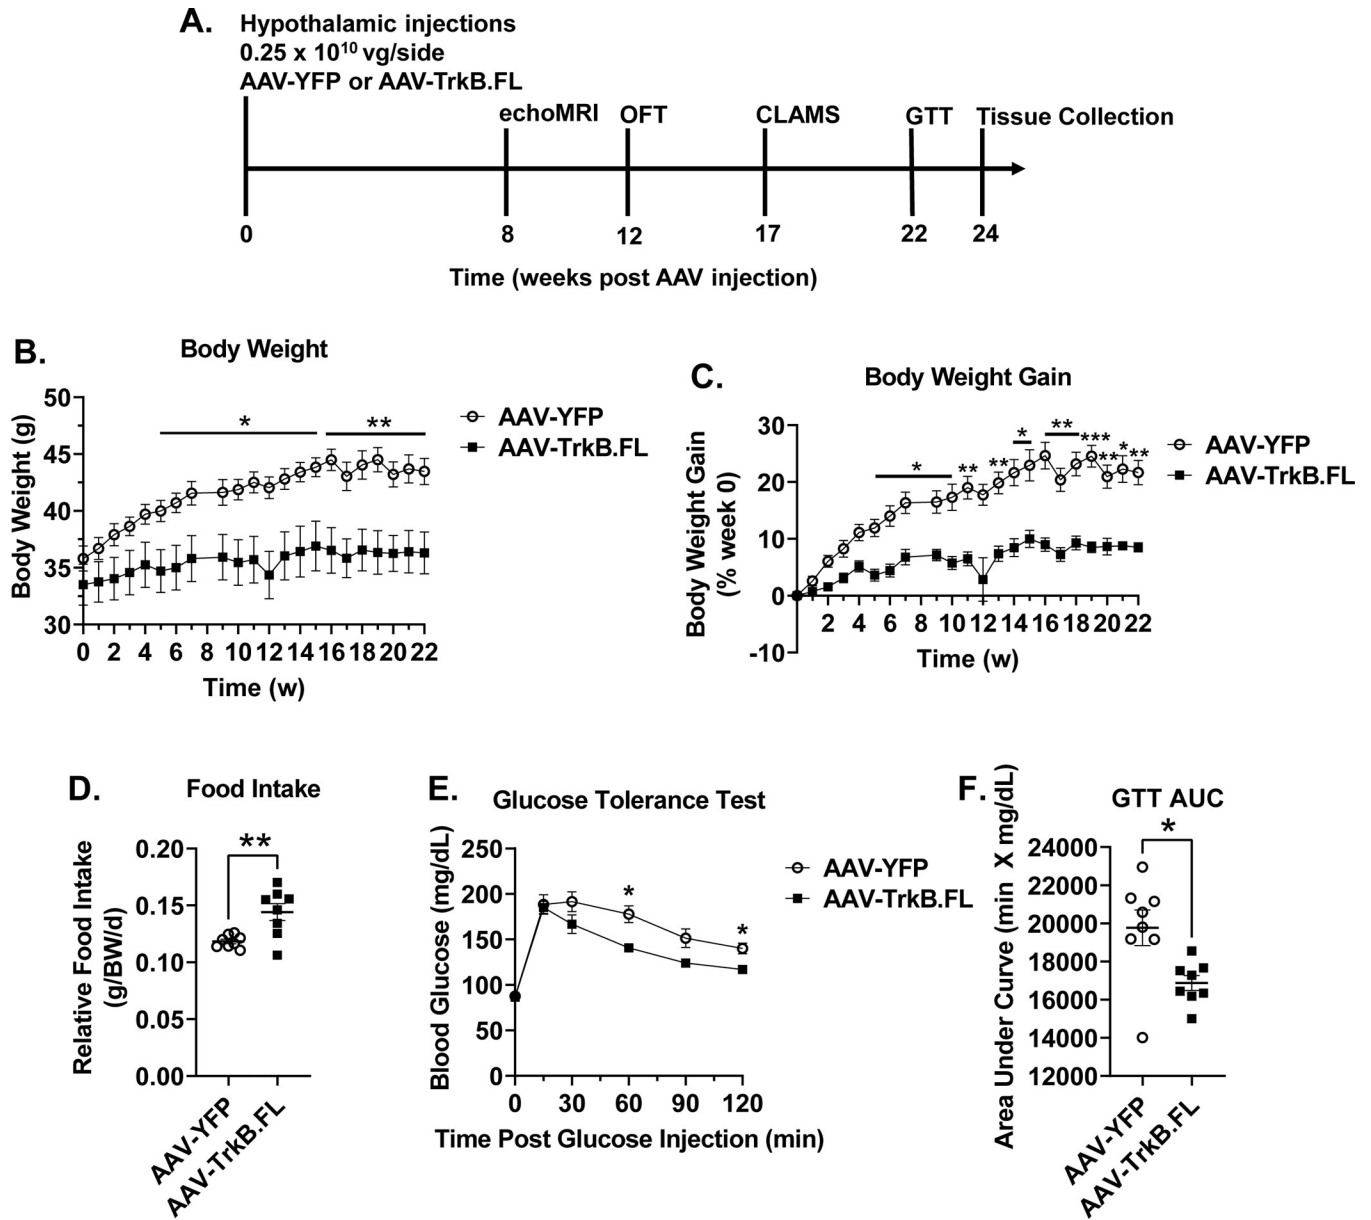 A.
Hypothalamic injections
0.25 x 10¹⁰ vg/side
AAV-YFP or AAV-TrkB.FL
echoMRI OFT CLAMS GTT Tissue Collection
0 8 12 17 22 24
Time (weeks post AAV injection)
B.
Body Weight
Body Weight (g)
50
45
40
35
30
* **
AAV-YFP
AAV-TrkB.FL
0 2 4 6 8 10 12 14 16 18 20 22
Time (w)
C.
Body Weight Gain
Body Weight Gain
(% week 0)
30
20
10
0
-10
* ** ** * ** *** ** * **
AAV-YFP
AAV-TrkB.FL
2 4 6 8 10 12 14 16 18 20 22
Time (w)
D.
Food Intake
Relative Food Intake
(g/BW/d)
0.20
0.15
0.10
0.05
0.00
**
AAV-YFP
AAV-TrkB.FL
E.
Glucose Tolerance Test
Blood Glucose (mg/dL)
250
200
150
100
50
0
* *
AAV-YFP
AAV-TrkB.FL
0 30 60 90 120
Time Post Glucose Injection (min)
F.
GTT AUC
Area Under Curve (min X mg/dL)
24000
22000
20000
18000
16000
14000
12000
*
AAV-YFP
AAV-TrkB.FL